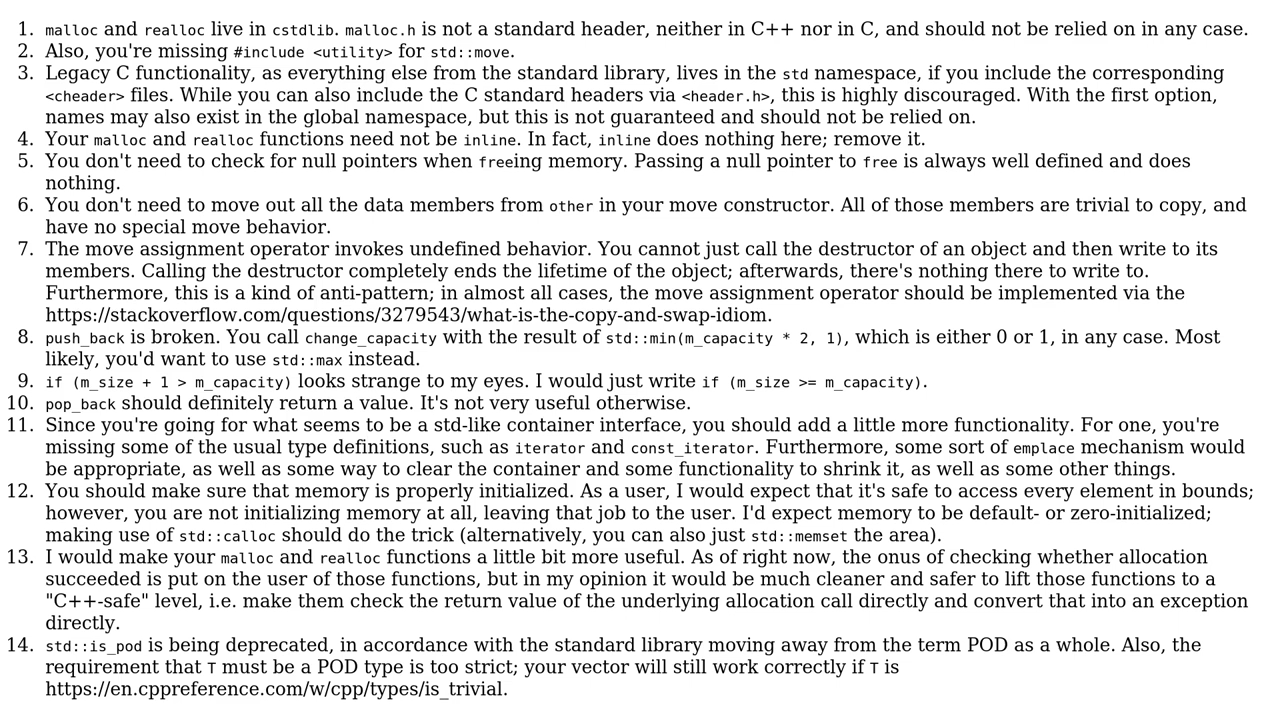 1. malloc and realloc live in cstdlib. malloc.h is not a standard header, neither in C++ nor in C, and should not be relied on in any case.
2. Also, you're missing #include <utility> for std::move.
3. Legacy C functionality, as everything else from the standard library, lives in the std namespace, if you include the corresponding
<cheader> files. While you can also include the C standard headers via <header.h>, this is highly discouraged. With the first option,
names may also exist in the global namespace, but this is not guaranteed and should not be relied on.
4. Your malloc and realloc functions need not be inline. In fact, inline does nothing here; remove it.
5. You don't need to check for null pointers when freeing memory. Passing a null pointer to free is always well defined and does
nothing.
6. You don't need to move out all the data members from other in your move constructor. All of those members are trivial to copy, and
have no special move behavior.
7. The move assignment operator invokes undefined behavior. You cannot just call the destructor of an object and then write to its
members. Calling the destructor completely ends the lifetime of the object; afterwards, there's nothing there to write to.
Furthermore, this is a kind of anti-pattern; in almost all cases, the move assignment operator should be implemented via the
https://stackoverflow.com/questions/3279543/what-is-the-copy-and-swap-idiom.
8. push_back is broken. You call change_capacity with the result of std::min(m_capacity * 2, 1), which is either 0 or 1, in any case. Most
likely, you'd want to use std::max instead.
9. if (m_size + 1 > m_capacity) looks strange to my eyes. I would just write if (m_size >= m_capacity).
10. pop_back should definitely return a value. It's not very useful otherwise.
11. Since you're going for what seems to be a std-like container interface, you should add a little more functionality. For one, you're
missing some of the usual type definitions, such as iterator and const_iterator. Furthermore, some sort of emplace mechanism would
be appropriate, as well as some way to clear the container and some functionality to shrink it, as well as some other things.
12. You should make sure that memory is properly initialized. As a user, I would expect that it's safe to access every element in bounds;
however, you are not initializing memory at all, leaving that job to the user. I'd expect memory to be default- or zero-initialized;
making use of std::calloc should do the trick (alternatively, you can also just std::memset the area).
13. I would make your malloc and realloc functions a little bit more useful. As of right now, the onus of checking whether allocation
succeeded is put on the user of those functions, but in my opinion it would be much cleaner and safer to lift those functions to a
"C++-safe" level, i.e. make them check the return value of the underlying allocation call directly and convert that into an exception
directly.
14. std::is_pod is being deprecated, in accordance with the standard library moving away from the term POD as a whole. Also, the
requirement that T must be a POD type is too strict; your vector will still work correctly if T is
https://en.cppreference.com/w/cpp/types/is_trivial.